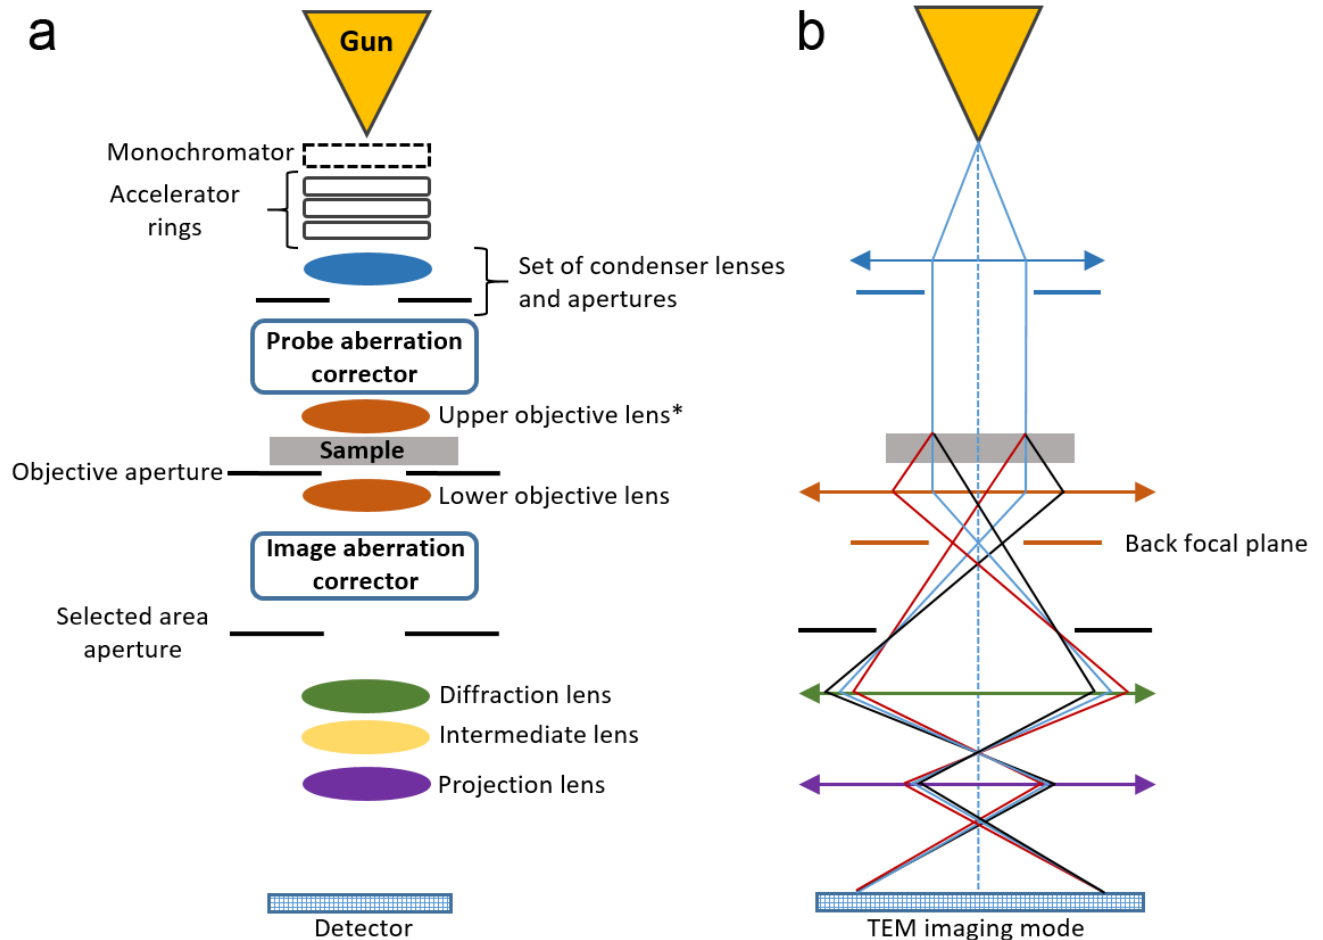 a
Gun
Monochromator
Accelerator
rings
Set of condenser lenses
and apertures
Probe aberration
corrector
Upper objective lens*
Sample
Objective aperture
Lower objective lens
Image aberration
corrector
Selected area
aperture
Diffraction lens
Intermediate lens
Projection lens
Detector
b
Back focal plane
TEM imaging mode